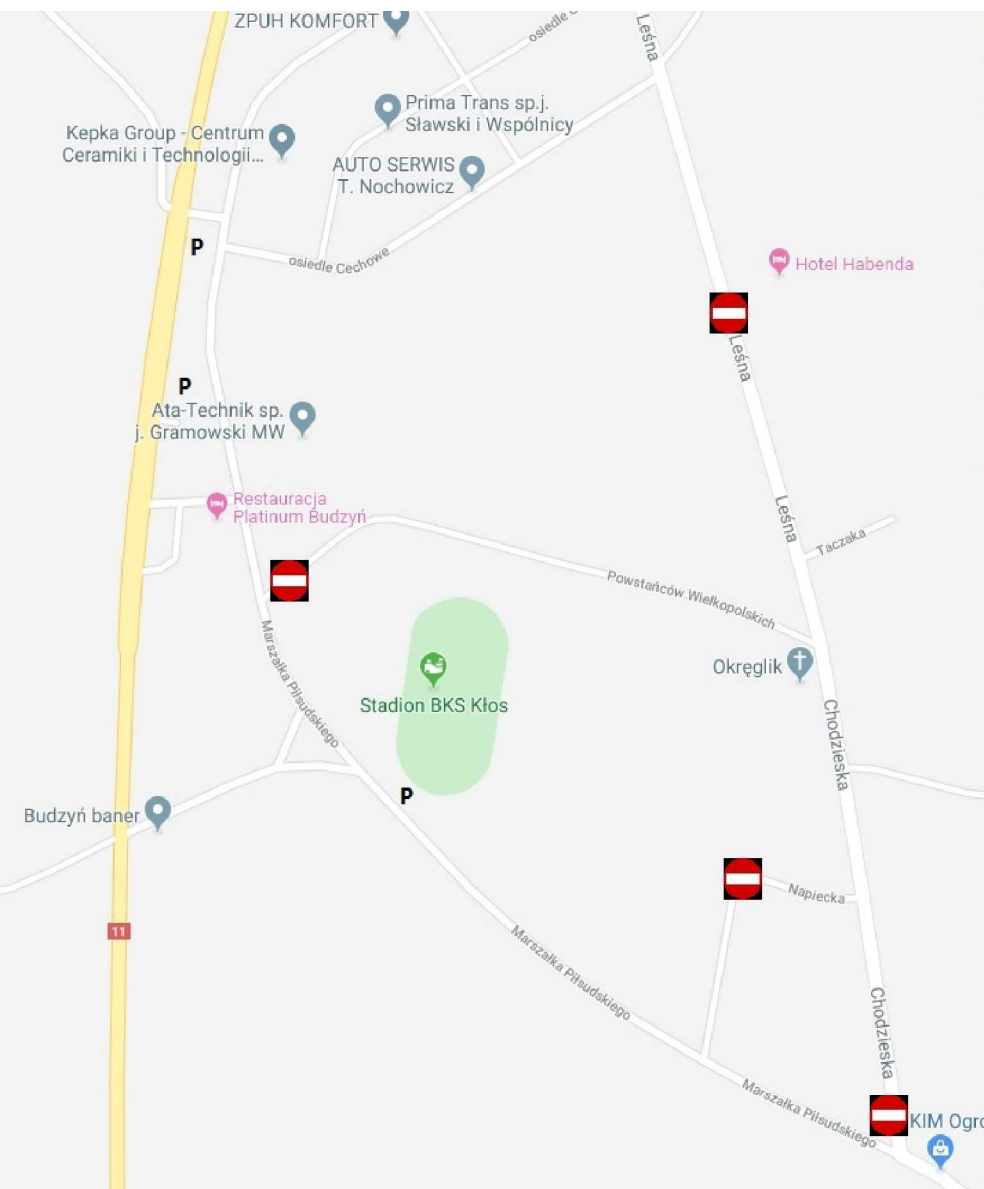 ZPUH KOMFORT
osiedle C
Leśna
Prima Trans sp.j.
Sławski i Wspólnicy
Kepka Group - Centrum
Ceramiki i Technologii...
AUTO SERWIS
T. Nochowicz
P
osiedle Cechowe
Hotel Habenda
Leśna
P
Ata-Technik sp.
j. Gramowski MW
Restauracja
Platinum Budzyń
Leśna
Taczaka
Powstańców Wielkopolskich
Marszałka Piłsudskiego
Okręglik
Stadion BKS Kłos
Chodzieska
P
Budzyń baner
Napiecka
11
Marszałka Piłsudskiego
Chodzieska
Marszałka Piłsudskiego
KIM Ogro